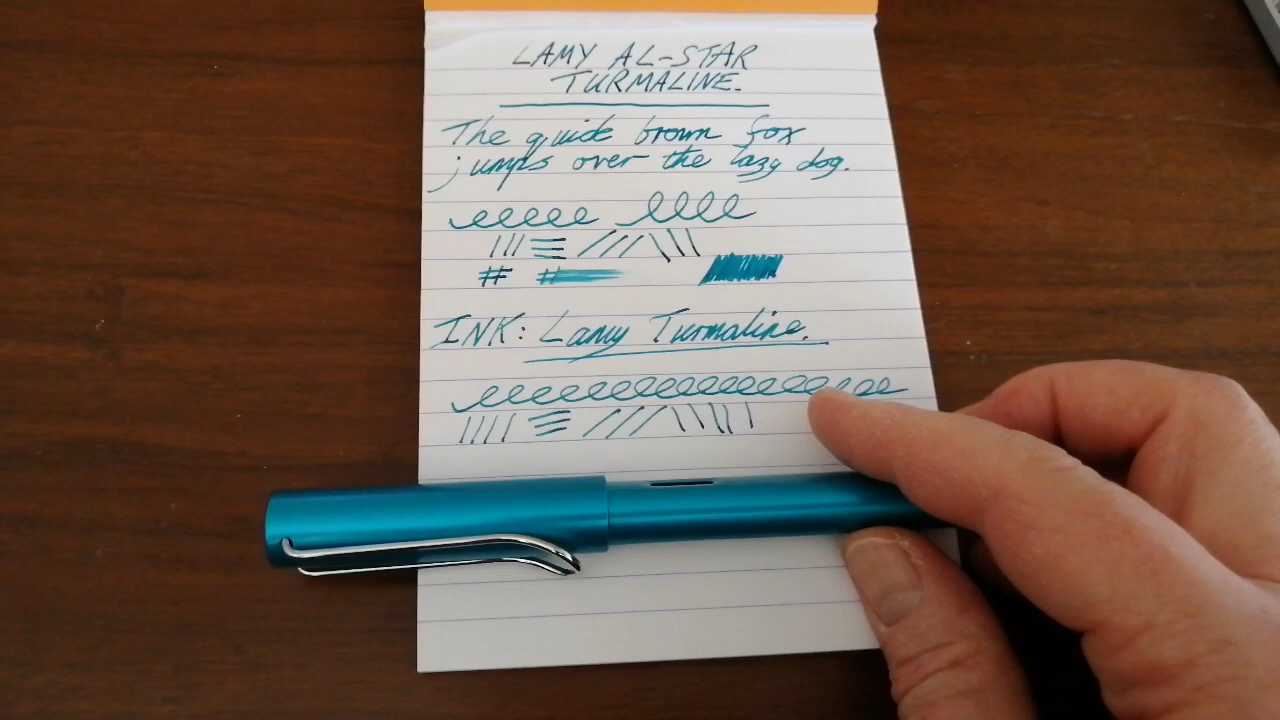 LAMY AL-STAR
TURMALINE.
The quick brown fox
jumps over the lazy dog.
INK: Lamy Turmaline.